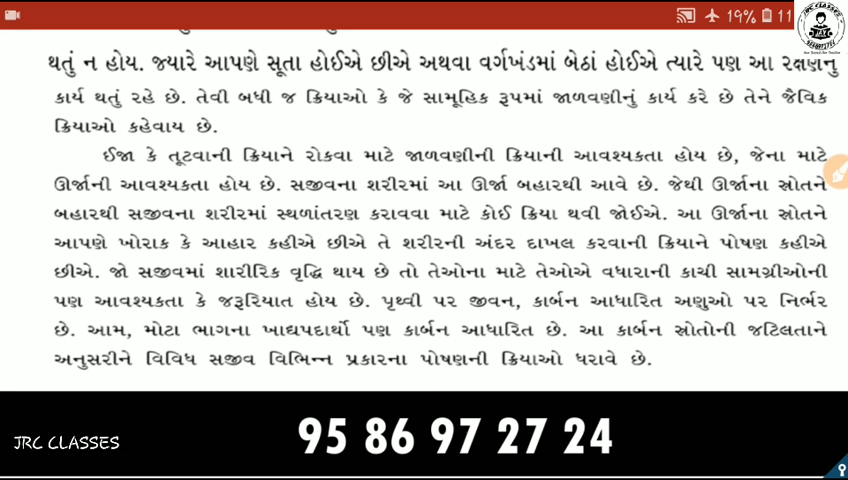 19% 11
JRC CLASSES
થતું ન હોય. જ્યારે આપણે સૂતા હોઈએ છીએ અથવા વર્ગખંડમાં બેઠાં હોઈએ ત્યારે પણ આ રક્ષણનું
કાર્ય થતું રહે છે. તેવી બધી જ ક્રિયાઓ કે જે સામૂહિક રૂપમાં જાળવણીનું કાર્ય કરે છે તેને જૈવિક
ક્રિયાઓ કહેવાય છે.
ઈજા કે તૂટવાની ક્રિયાને રોકવા માટે જાળવણીની ક્રિયાની આવશ્યકતા હોય છે, જેના માટે
ઊર્જાની આવશ્યકતા હોય છે. સજીવના શરીરમાં આ ઊર્જા બહારથી આવે છે. જેથી ઊર્જાના સ્રોતને
બહારથી સજીવના શરીરમાં સ્થળાંતરણ કરાવવા માટે કોઈ ક્રિયા થવી જોઈએ. આ ઊર્જાના સ્રોતને
આપણે ખોરાક કે આહાર કહીએ છીએ તે શરીરની અંદર દાખલ કરવાની ક્રિયાને પોષણ કહીએ
છીએ. જો સજીવમાં શારીરિક વૃદ્ધિ થાય છે તો તેઓના માટે તેઓએ વધારાની કાચી સામગ્રીઓની
પણ આવશ્યકતા કે જરૂરિયાત હોય છે. પૃથ્વી પર જીવન, કાર્બન આધારિત અણુઓ પર નિર્ભર
છે. આમ, મોટા ભાગના ખાદ્યપદાર્થો પણ કાર્બન આધારિત છે. આ કાર્બન સ્રોતોની જટિલતાને
અનુસરીને વિવિધ સજીવ વિભિન્ન પ્રકારના પોષણની ક્રિયાઓ ધરાવે છે.
JRC CLASSES
95 86 97 27 24